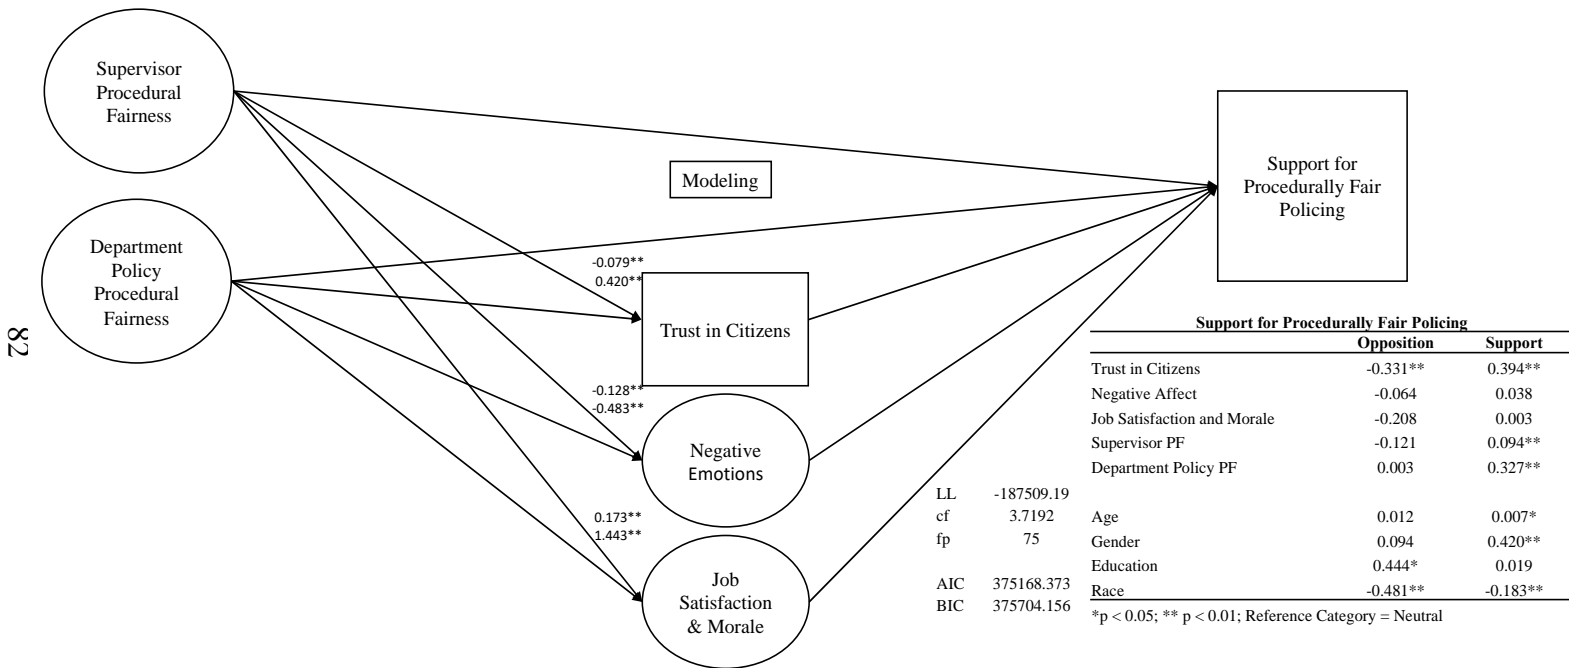 Supervisor
Procedural
Fairness
Modeling
Support for
Procedurally Fair
Policing
Department
Policy
Procedural
Fairness
82
-0.079**
0.420**
Trust in Citizens
-0.128**
-0.483**
Negative
Emotions
0.173**
1.443**
Job
Satisfaction
& Morale
LL -187509.19
cf 3.7192
fp 75
AIC 375168.373
BIC 375704.156
Support for Procedurally Fair Policing
Opposition Support
Trust in Citizens -0.331** 0.394**
Negative Affect -0.064 0.038
Job Satisfaction and Morale -0.208 0.003
Supervisor PF -0.121 0.094**
Department Policy PF 0.003 0.327**
Age 0.012 0.007*
Gender 0.094 0.420**
Education 0.444* 0.019
Race -0.481** -0.183**
*p < 0.05; ** p < 0.01; Reference Category = Neutral